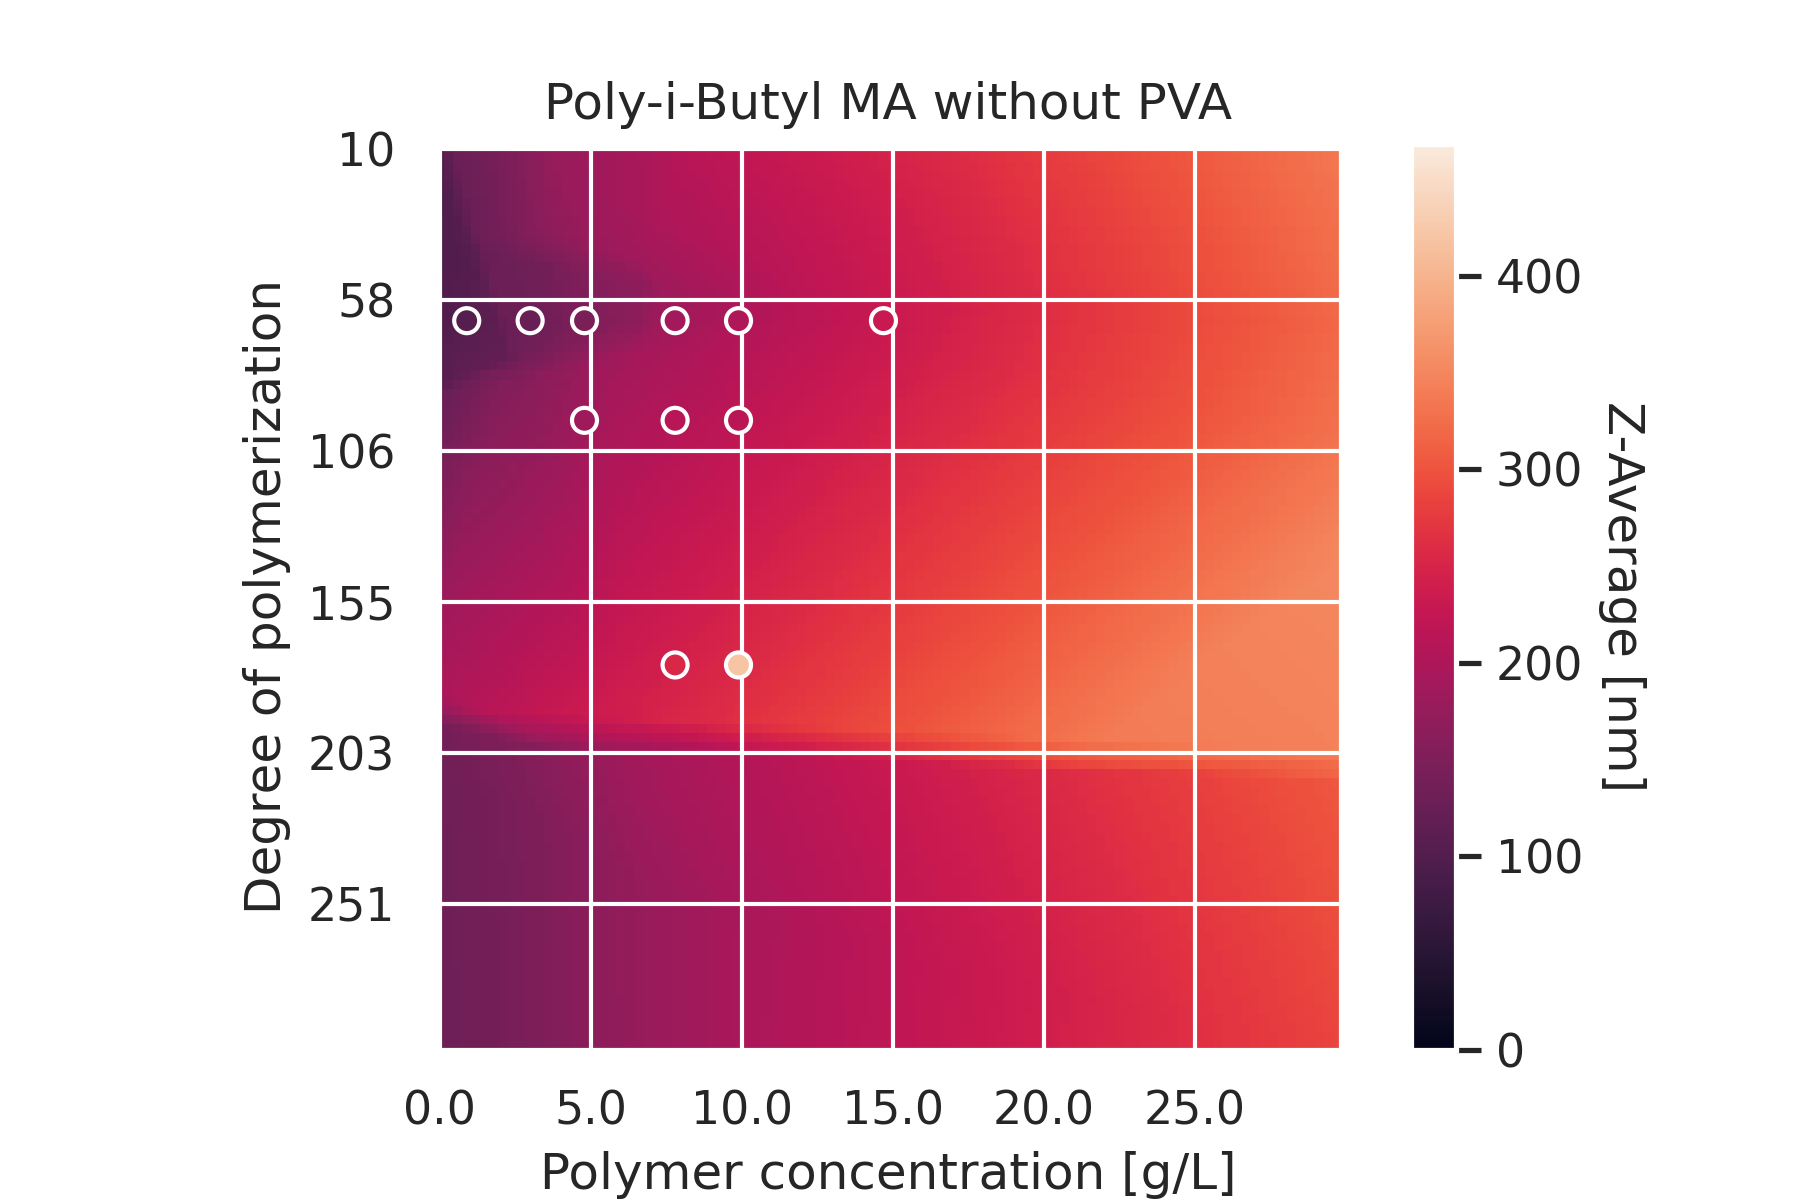 Poly-i-Butyl MA without PVA
10
58
106
155
203
251
Degree of polymerization
0.0 5.0 10.0 15.0 20.0 25.0
Polymer concentration [g/L]
400
300
200
100
0
Z-Average [nm]